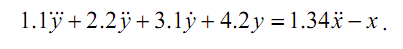 1.1ÿ + 2.2ÿ + 3.1ẏ + 4.2y = 1.34ẍ − x.